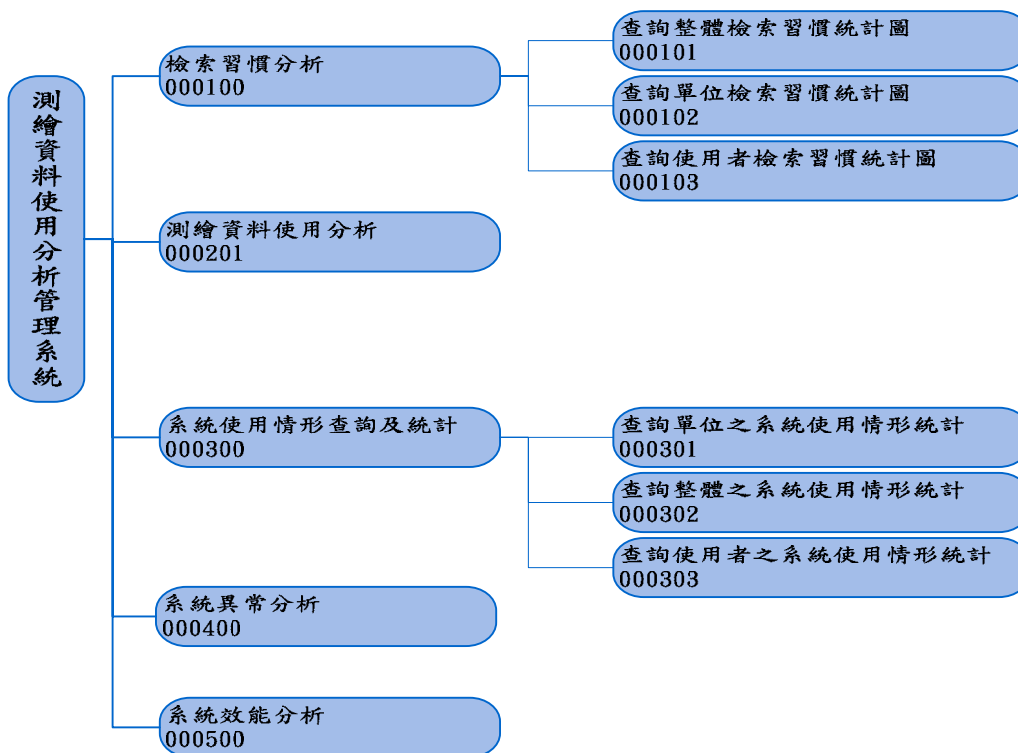 測繪資料使用分析管理系統
檢索習慣分析
000100
查詢整體檢索習慣統計圖
000101
查詢單位檢索習慣統計圖
000102
查詢使用者檢索習慣統計圖
000103
測繪資料使用分析
000201
系統使用情形查詢及統計
000300
查詢單位之系統使用情形統計
000301
查詢整體之系統使用情形統計
000302
查詢使用者之系統使用情形統計
000303
系統異常分析
000400
系統效能分析
000500